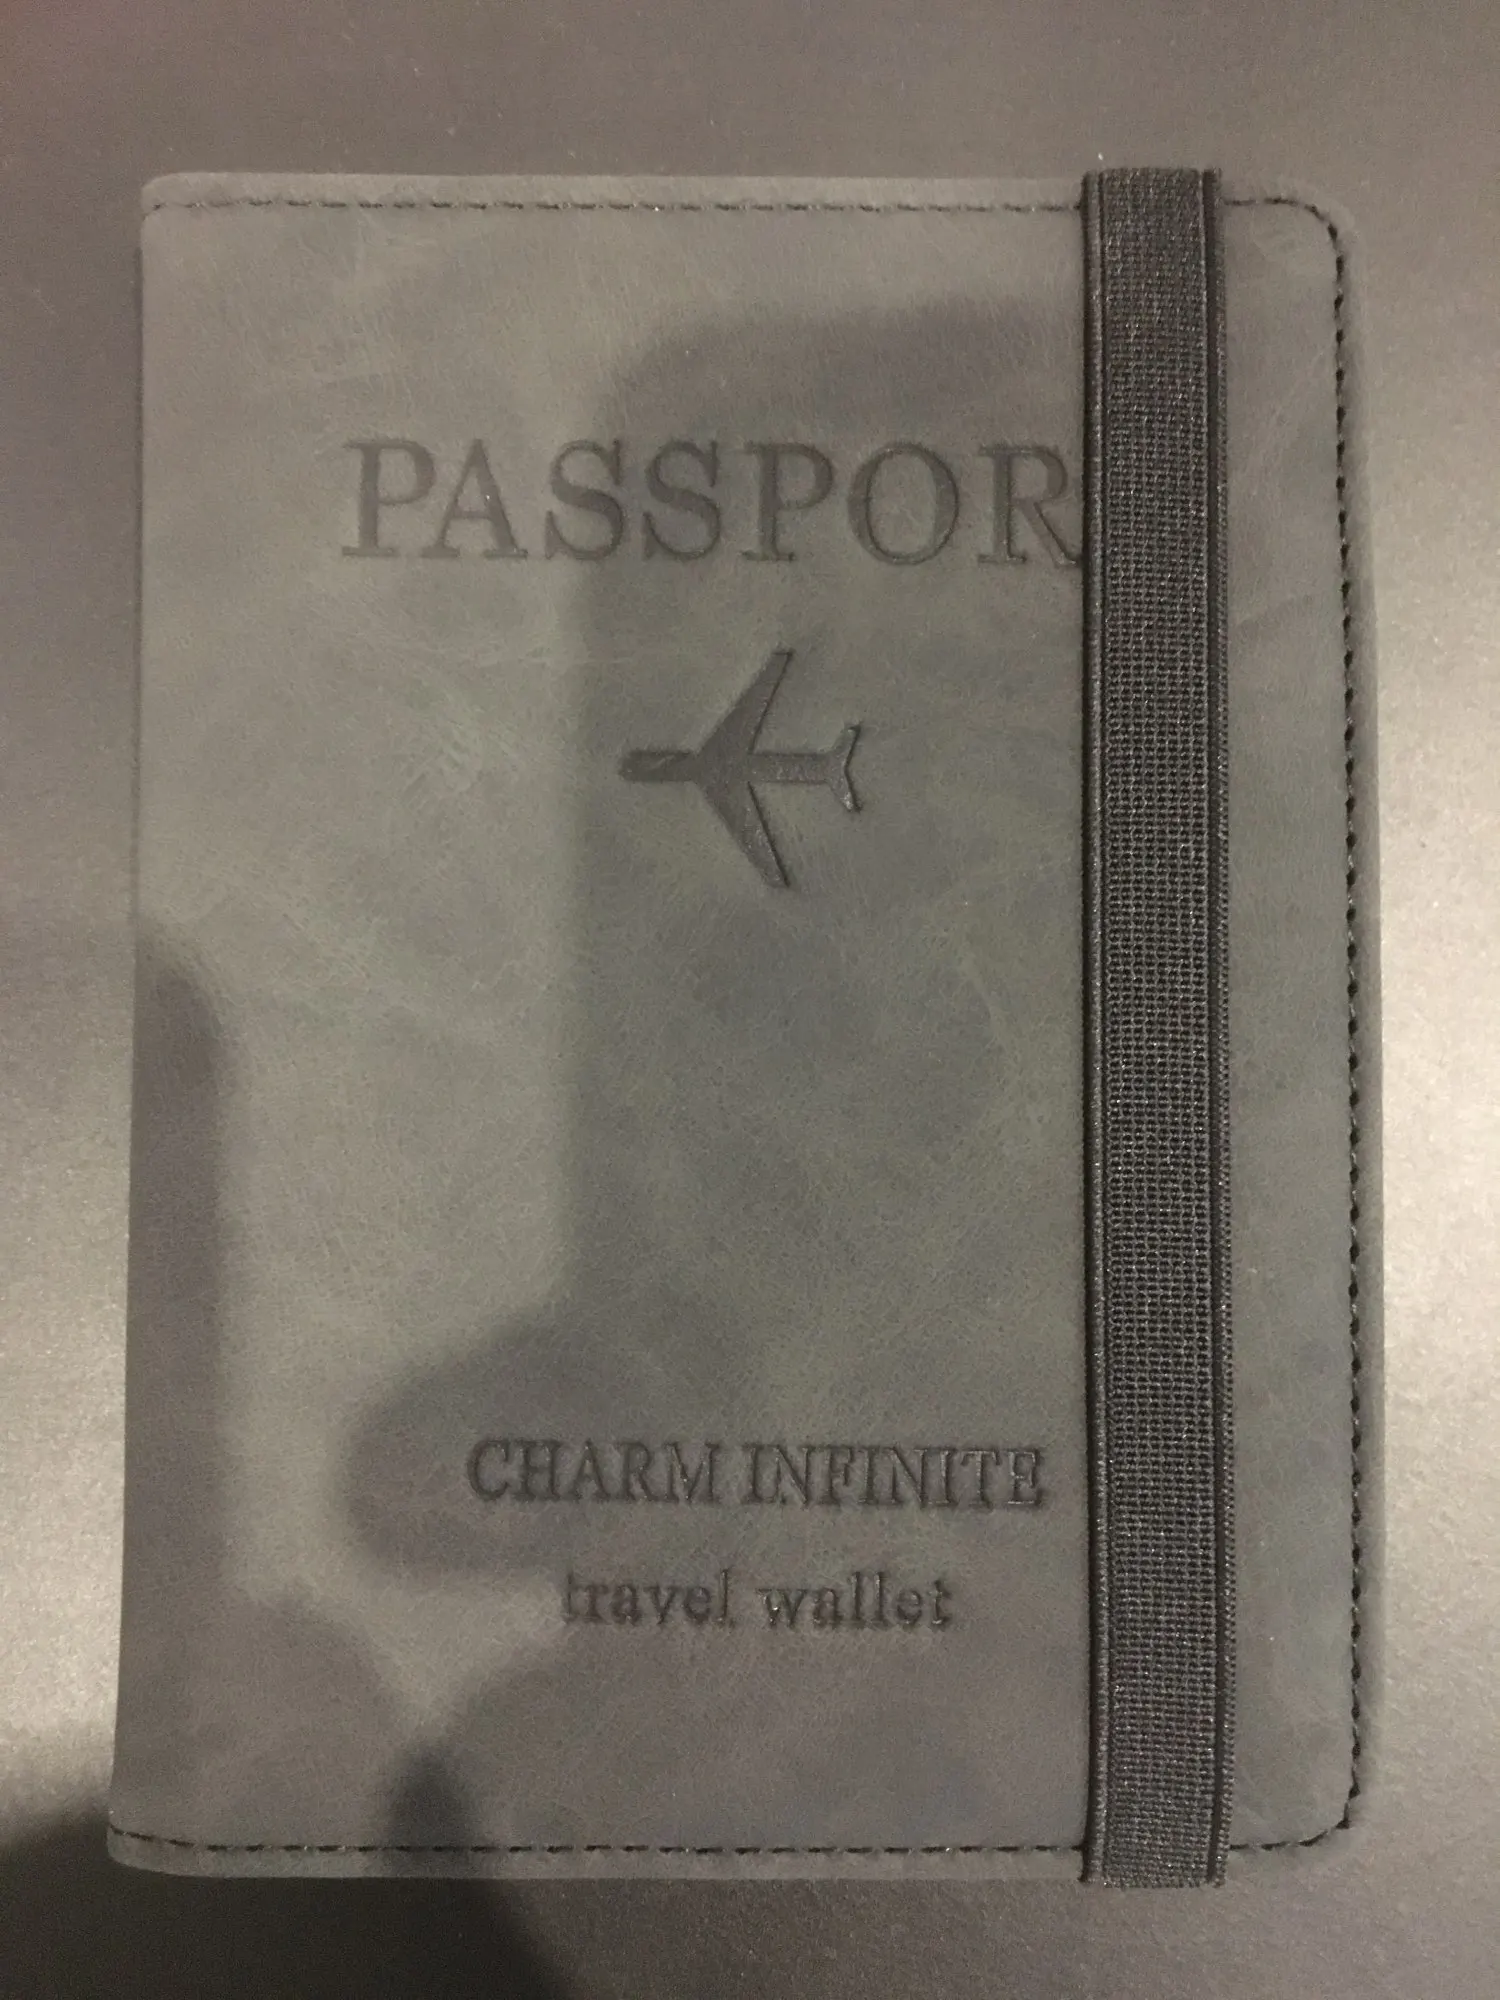 PASSPOR
CHARM INFINITE
travel wallet